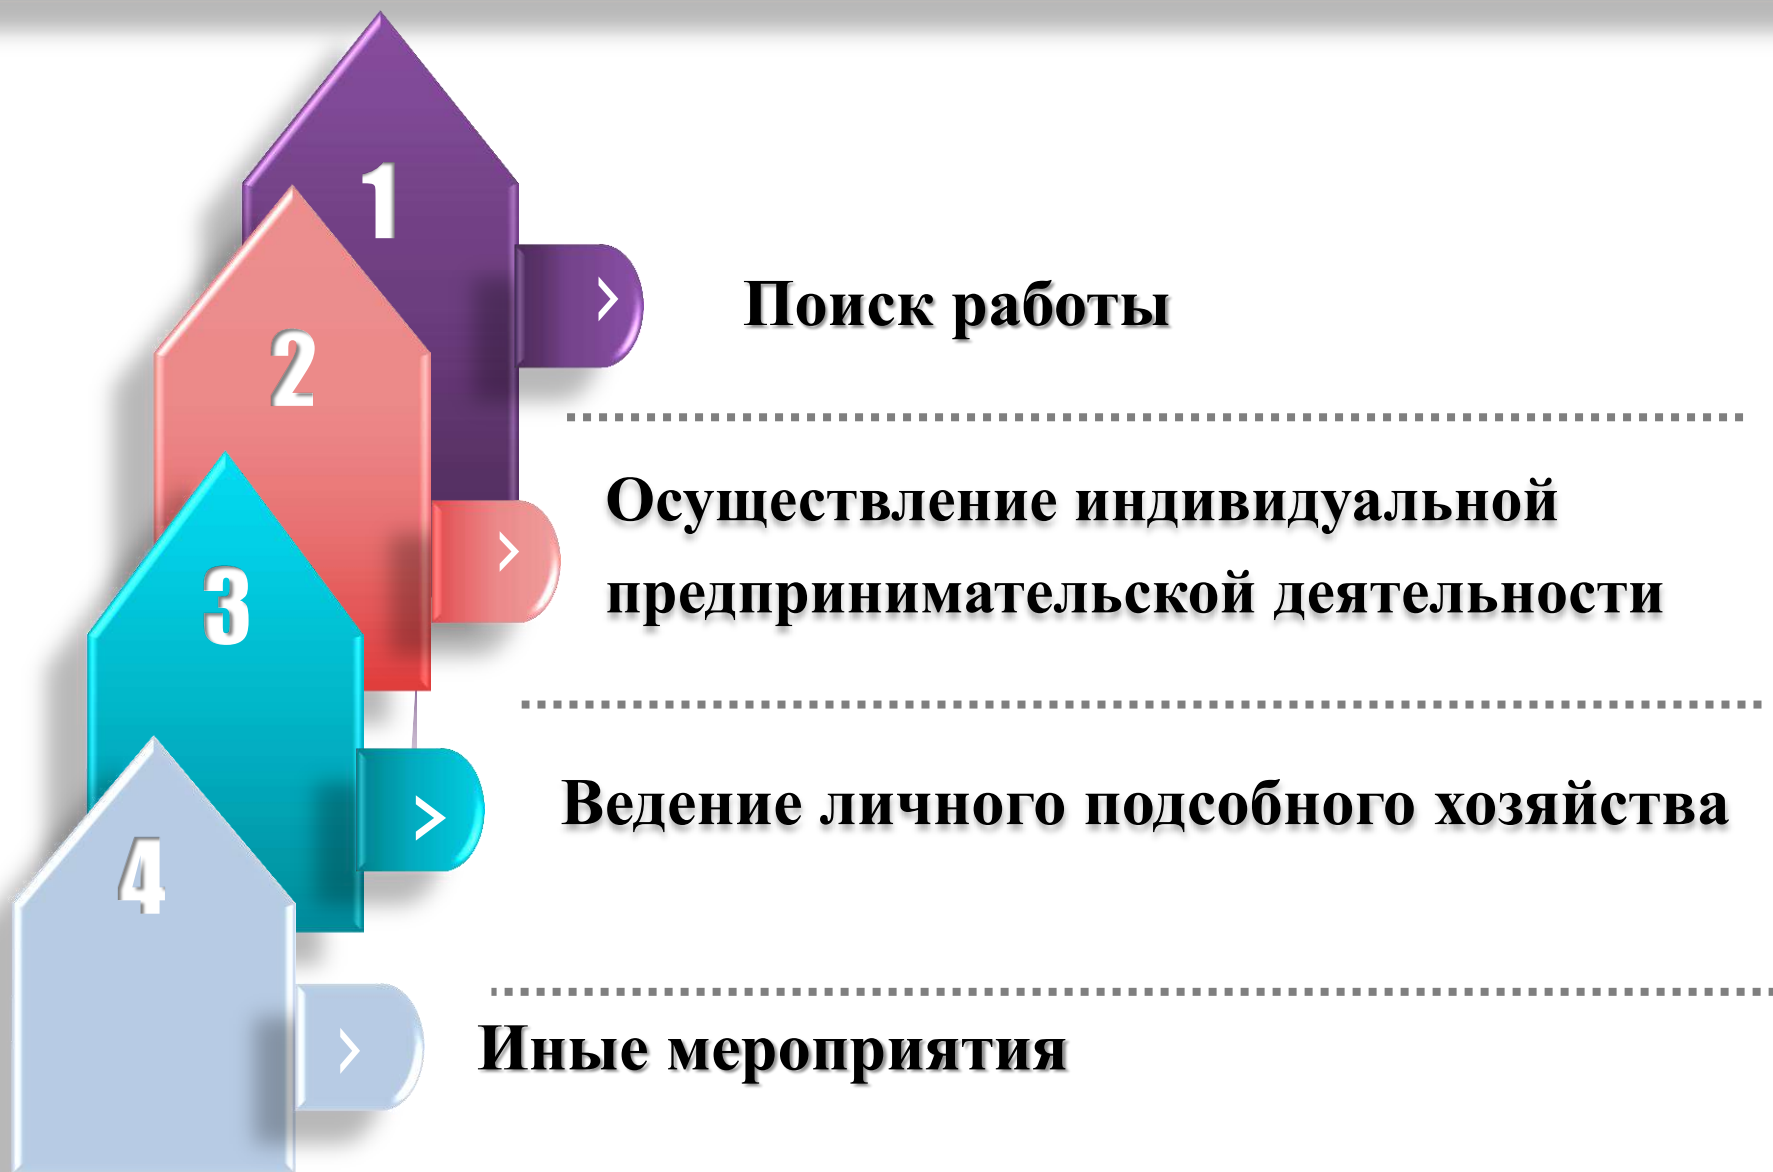 1
Поиск работы
2
Осуществление индивидуальной
предпринимательской деятельности
3
Ведение личного подсобного хозяйства
4
Иные мероприятия